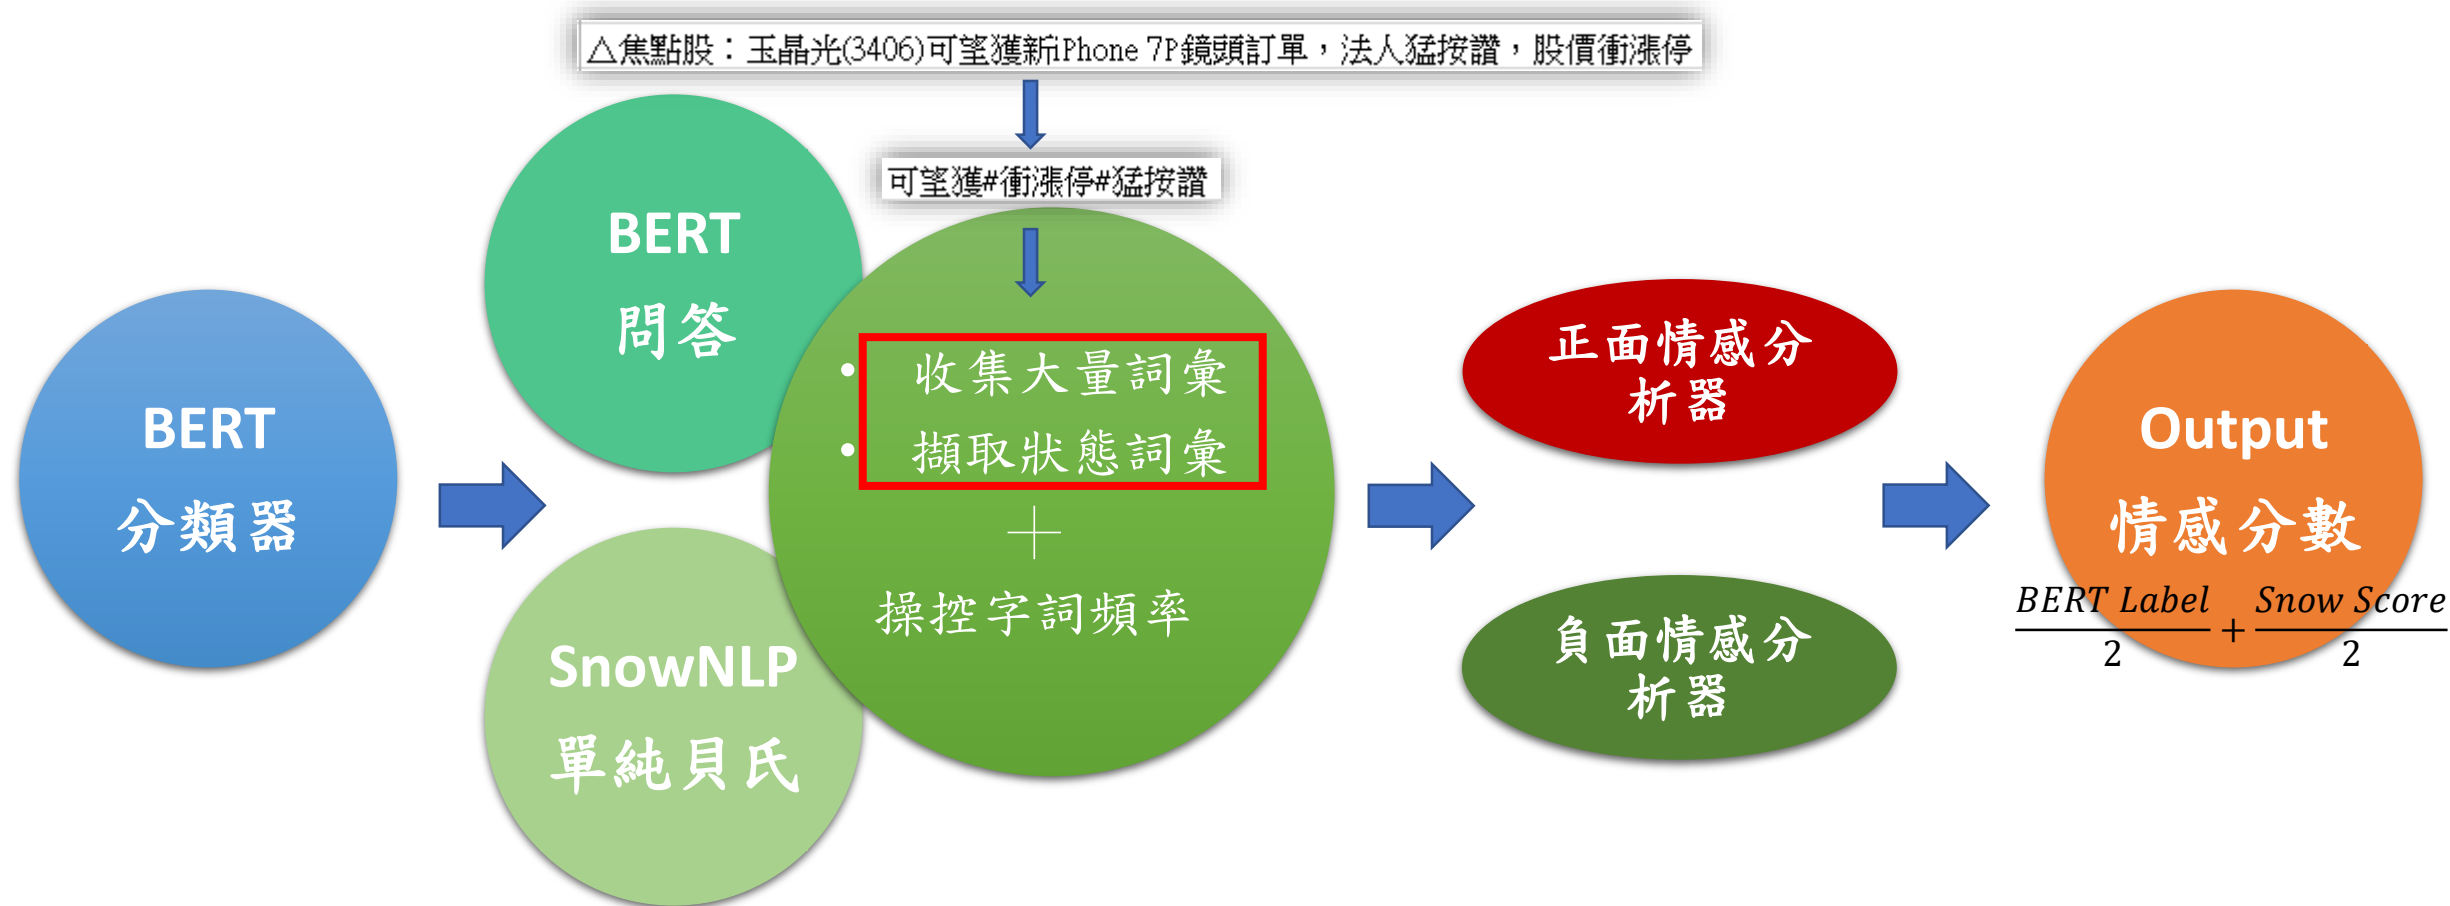 △焦點股：玉晶光(3406)可望獲新iPhone 7P鏡頭訂單，法人猛按讚，股價衝漲停
可望獲#衝漲停#猛按讚
BERT
分類器
BERT
問答
SnowNLP
單純貝氏
• 收集大量詞彙
• 擷取狀態詞彙
+
操控字詞頻率
正面情感分
析器
負面情感分
析器
Output
情感分數
BERT Label/2 + Snow Score/2